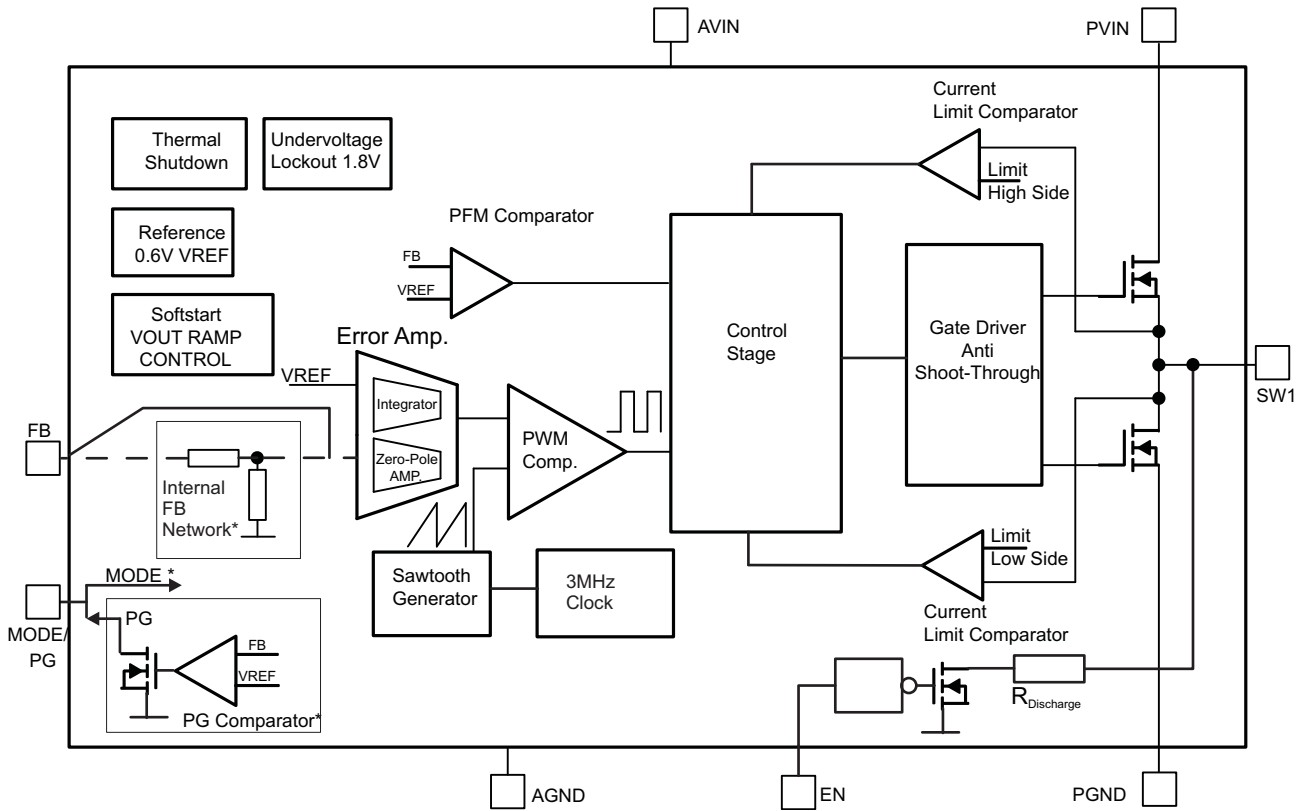 AVIN
PVIN
Current
Limit Comparator
Thermal
Shutdown
Undervoltage
Lockout 1.8V
Limit
High Side
PFM Comparator
Reference
0.6V VREF
FB
VREF
Softstart
VOUT RAMP
CONTROL
Error Amp.
Control
Stage
Gate Driver
Anti
Shoot-Through
VREF
Integrator
SW1
FB
Zero-Pole
AMP.
PWM
Comp.
Internal
FB
Network*
Limit
Low Side
MODE *
Sawtooth
Generator
3MHz
Clock
Current
Limit Comparator
PG
MODE/
PG
FB
VREF
RDischarge
PG Comparator*
AGND
EN
PGND